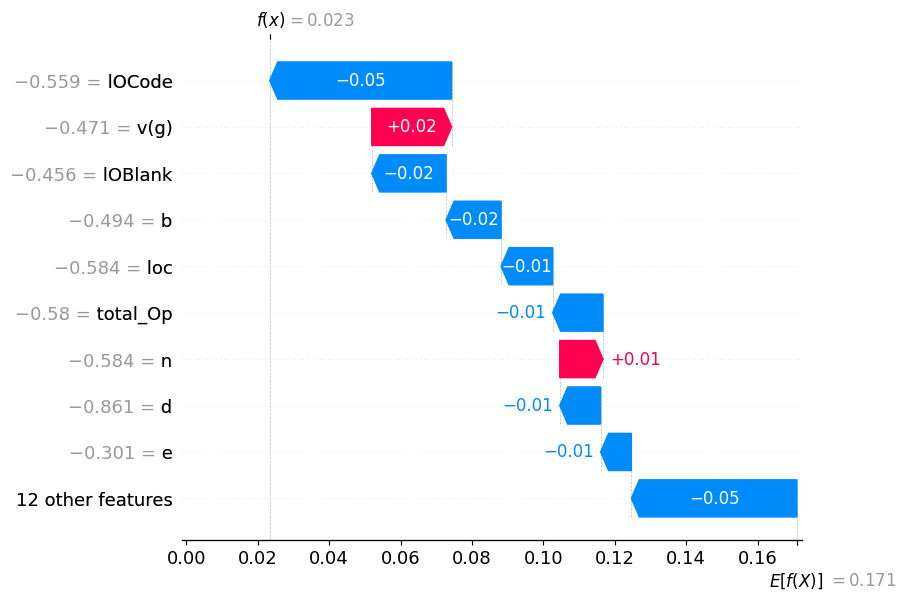 f(x) = 0.023
−0.559 = lOCode −0.05
−0.471 = v(g) +0.02
−0.456 = lOBlank −0.02
−0.494 = b −0.02
−0.584 = loc −0.01
−0.58 = total_Op −0.01
−0.584 = n +0.01
−0.861 = d −0.01
−0.301 = e −0.01
12 other features −0.05
0.00 0.02 0.04 0.06 0.08 0.10 0.12 0.14 0.16
E[f(X)] = 0.171